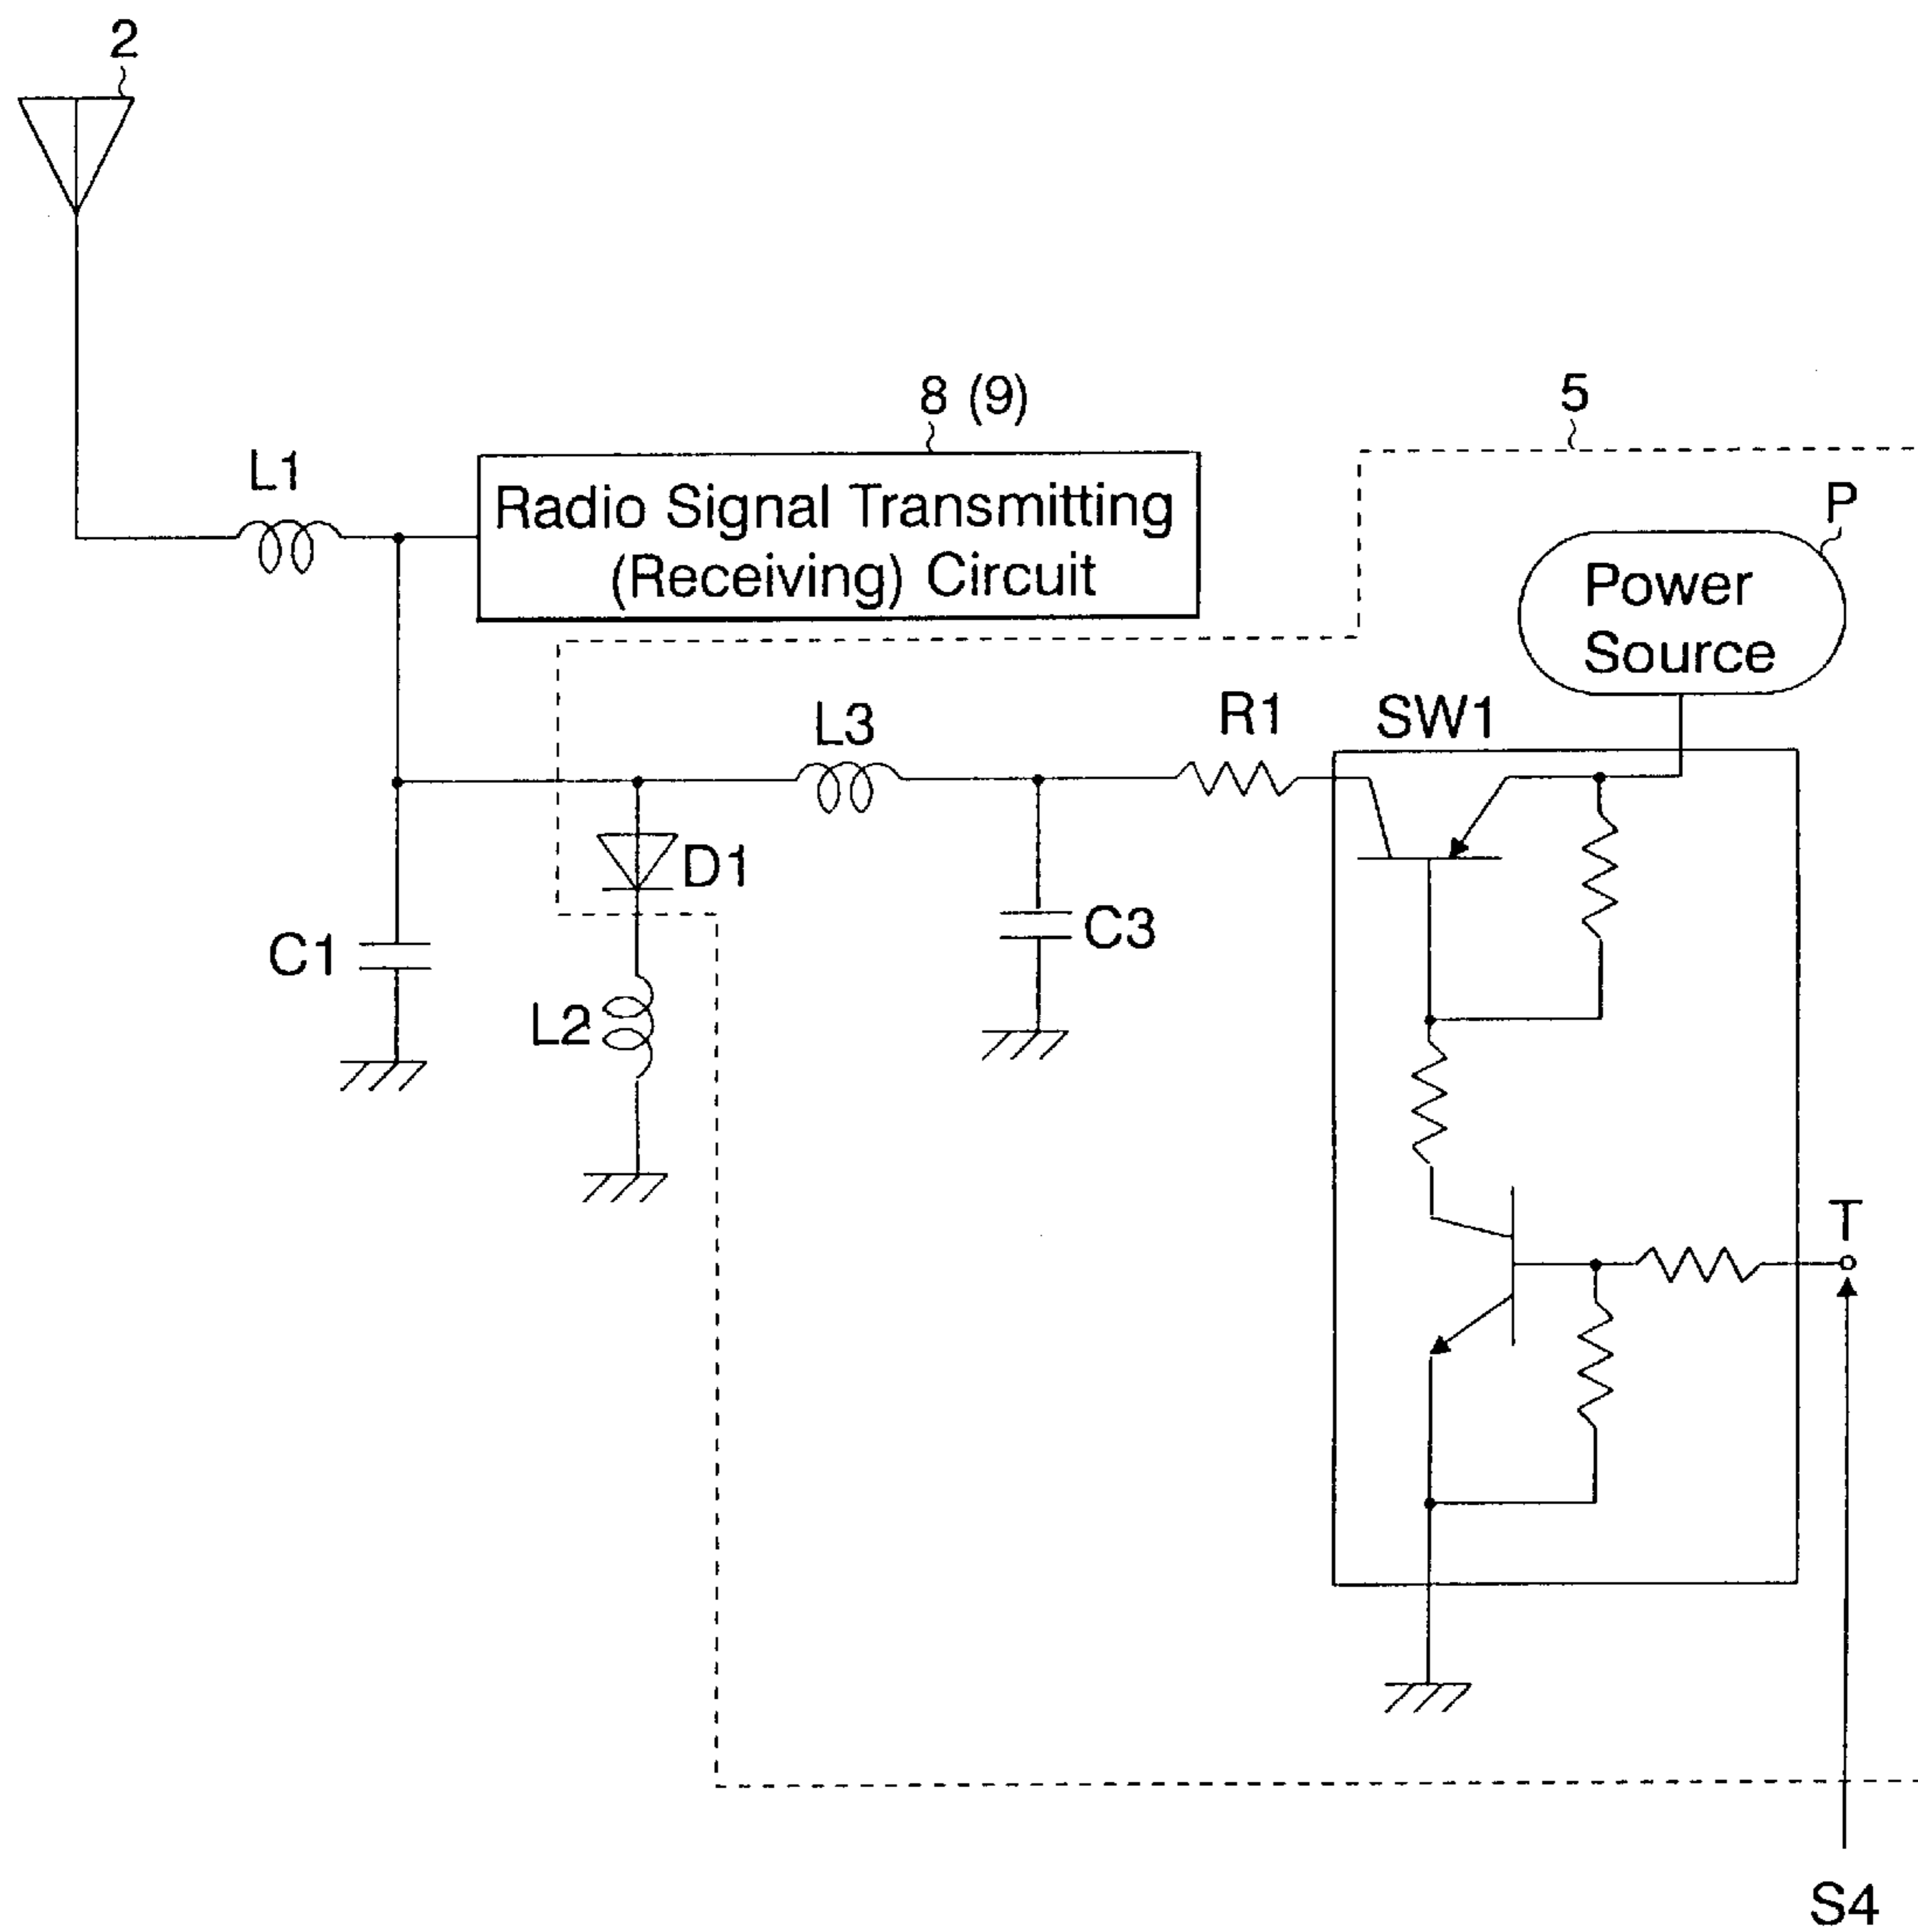 2
8 (9)
5
L1
Radio Signal Transmitting
(Receiving) Circuit
P
Power
Source
L3
R1
SW1
D1
C1
C3
L2
T
S4